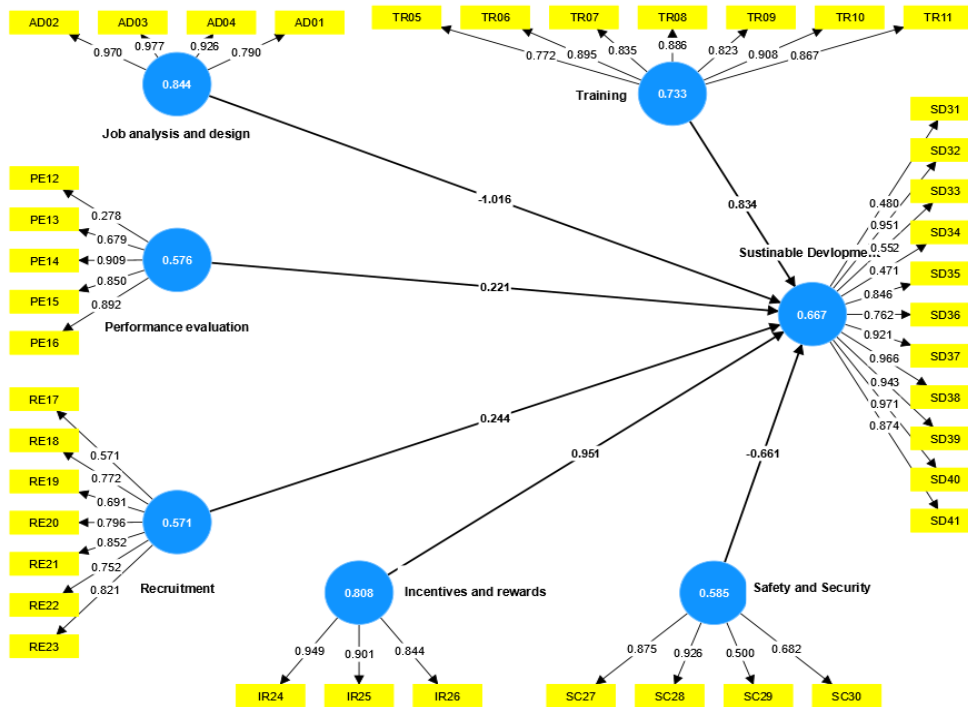 AD02 AD03 AD04 AD01
TR05 TR06 TR07 TR08 TR09 TR10 TR11
0.970 0.977 0.926 0.790
0.772 0.895 0.835 0.886 0.823 0.908 0.867
0.844
Job analysis and design
Training
0.733
PE12
PE13
PE14
PE15
PE16
0.278
0.679
0.909
0.850
0.892
0.576
Performance evaluation
RE17
RE18
RE19
RE20
RE21
RE22
RE23
0.571
0.772
0.691
0.796
0.852
0.752
0.821
0.571
Recruitment
-1.016
0.834
0.221
0.244
0.951
-0.661
Sustinable Devlopment
0.667
0.480
0.951
0.552
0.471
0.846
0.762
0.921
0.966
0.943
0.971
0.874
SD31
SD32
SD33
SD34
SD35
SD36
SD37
SD38
SD39
SD40
SD41
0.808
Incentives and rewards
0.949 0.901 0.844
IR24 IR25 IR26
0.585
Safety and Security
0.875 0.926 0.500 0.682
SC27 SC28 SC29 SC30